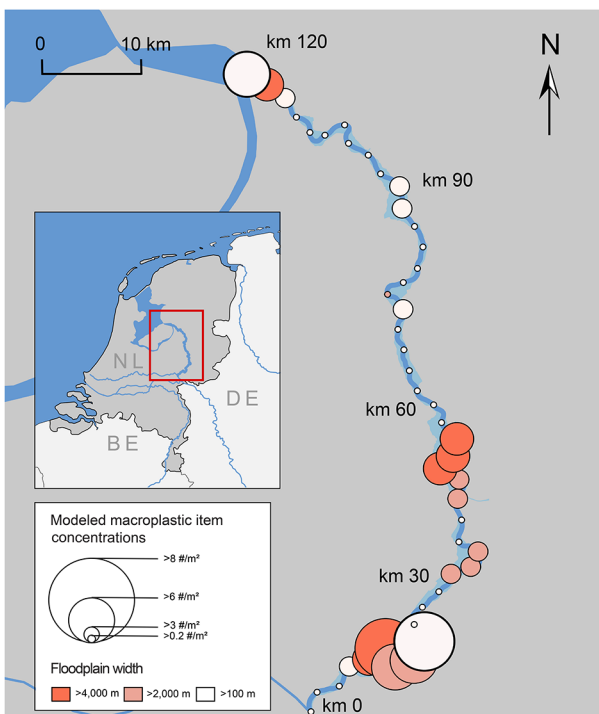 0 10 km
km 120
N
km 90
NL
DE
BE
km 60
km 30
km 0
Modeled macroplastic item
concentrations
>8 #/m²
>6 #/m²
>3 #/m²
>0.2 #/m²
Floodplain width
>4,000 m >2,000 m >100 m